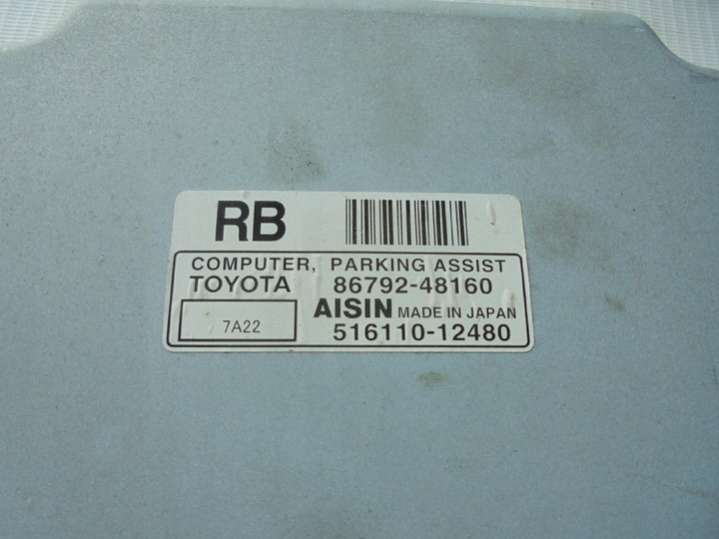 RB
COMPUTER, PARKING ASSIST
TOYOTA 86792-48160
AISIN MADE IN JAPAN
7A22
516110-12480